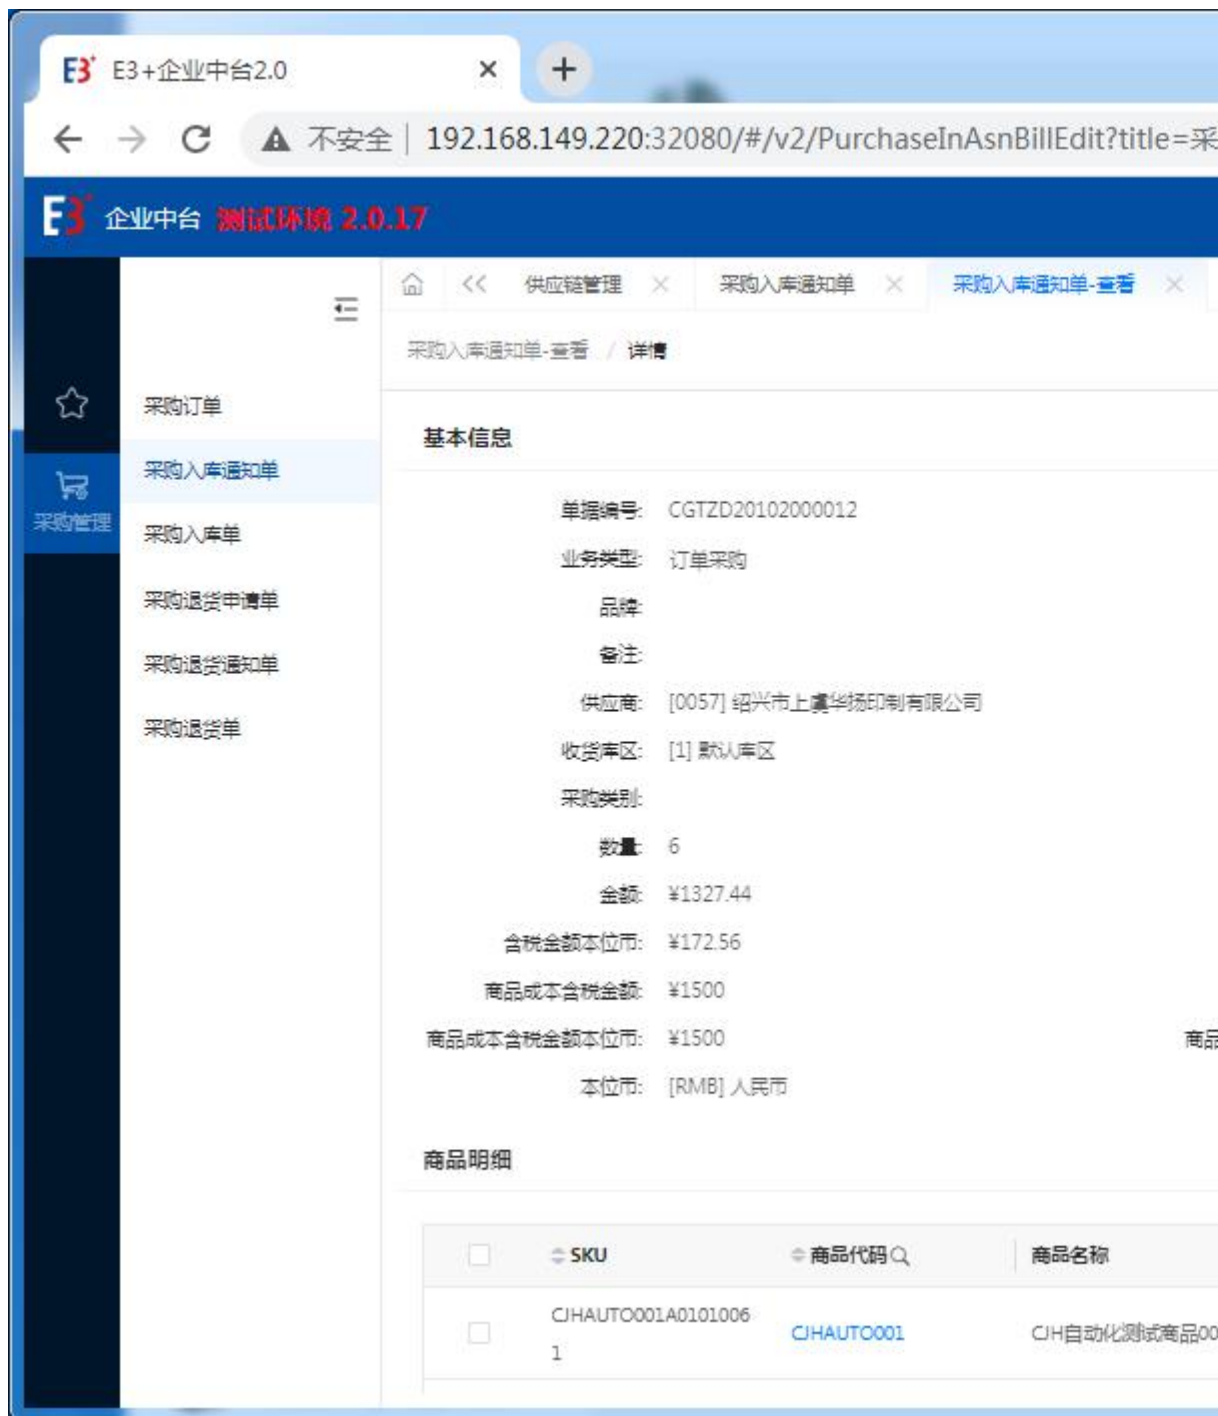 E3+ E3+企业中台2.0
不安全 192.168.149.220:32080/#/v2/PurchaseInAsnBillEdit?title=采
E3+ 企业中台 测试环境 2.0.17
<< 供应链管理 采购入库通知单 采购入库通知单-查看
采购入库通知单-查看 / 详情
采购管理
采购订单
采购入库通知单
采购入库单
采购退货申请单
采购退货通知单
采购退货单
基本信息
单据编号: CGTZD20102000012
业务类型: 订单采购
品牌:
备注:
供应商: [0057] 绍兴市上虞华扬印制有限公司
收货库区: [1] 默认库区
采购类别:
数量: 6
金额: ¥1327.44
含税金额本位币: ¥172.56
商品成本含税金额: ¥1500
商品成本含税金额本位币: ¥1500 商品
本位币: [RMB] 人民币
商品明细
SKU 商品代码 商品名称
CJHAUTO001A0101006
1 CJHAUTO001 CJH自动化测试商品00